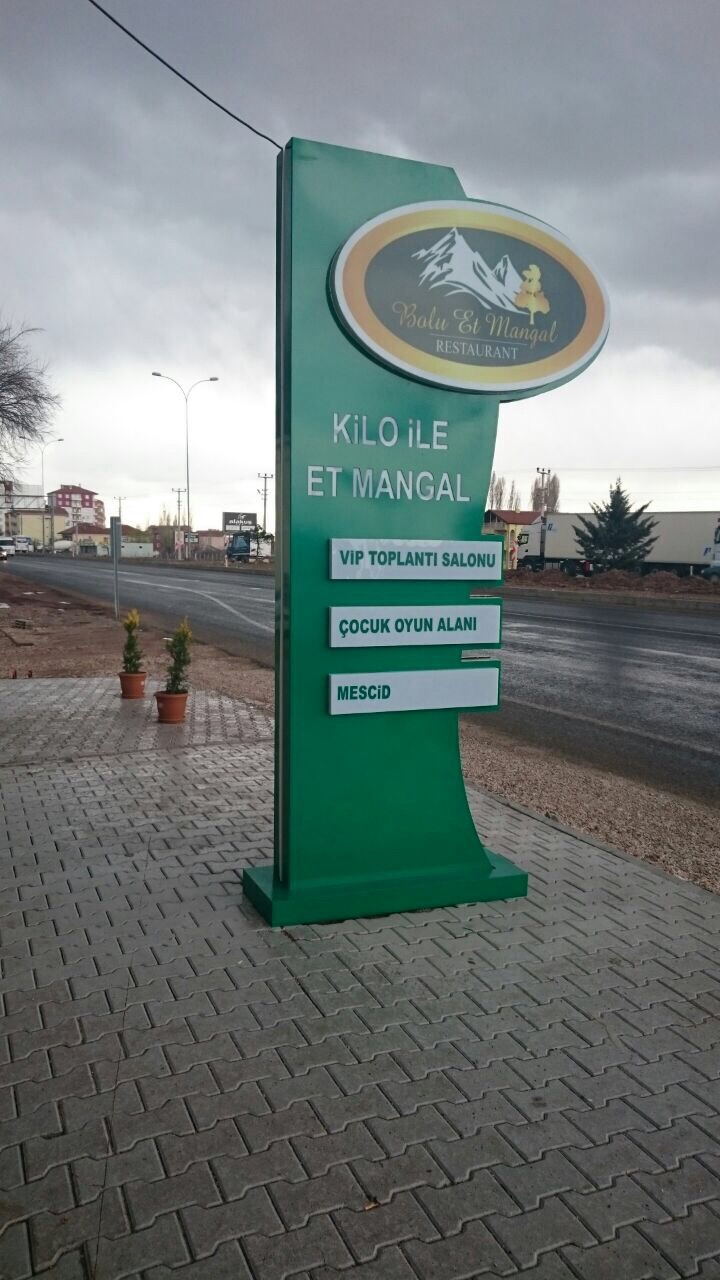 Bolu Et Mangal
RESTAURANT
KiLO iLE
ET MANGAL
ViP TOPLANTI SALONU
ÇOCUK OYUN ALANI
MESCiD